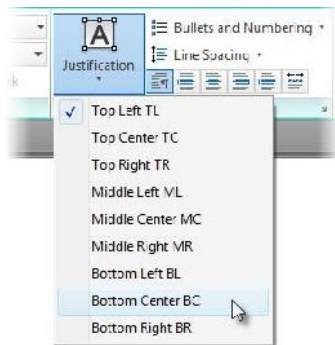 Bullets and Numbering
Line Spacing
Justification
Top Left TL
Top Center TC
Top Right TR
Middle Left ML
Middle Center MC
Middle Right MR
Bottom Left BL
Bottom Center BC
Bottom Right BR